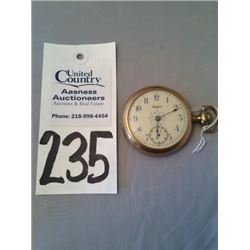 United
Country
Aasness
Auctioneers
Auctions & Real Estate
Phone: 218-998-4454
235